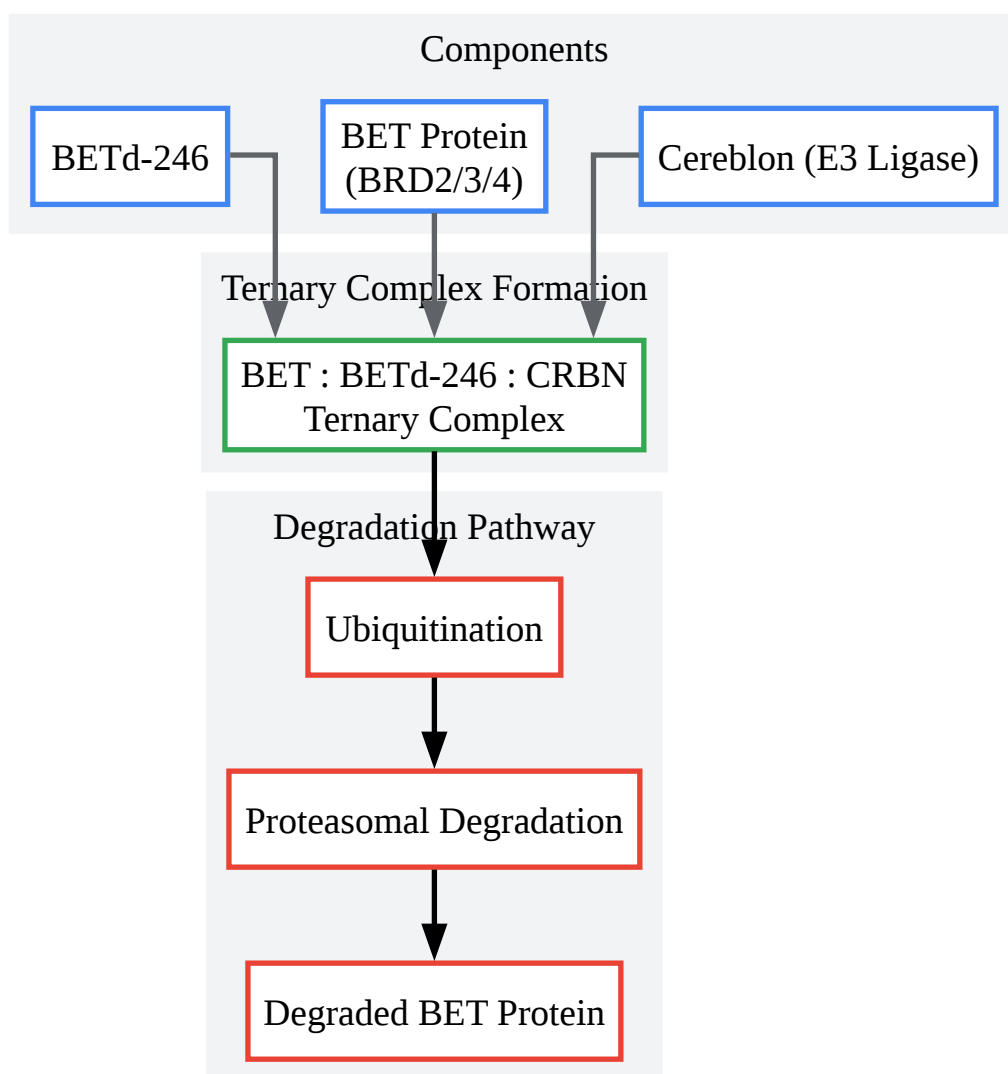 Components
BETd-246
BET Protein
(BRD2/3/4)
Cereblon (E3 Ligase)
Ternary Complex Formation
BET : BETd-246 : CRBN
Ternary Complex
Degradation Pathway
Ubiquitination
Proteasomal Degradation
Degraded BET Protein